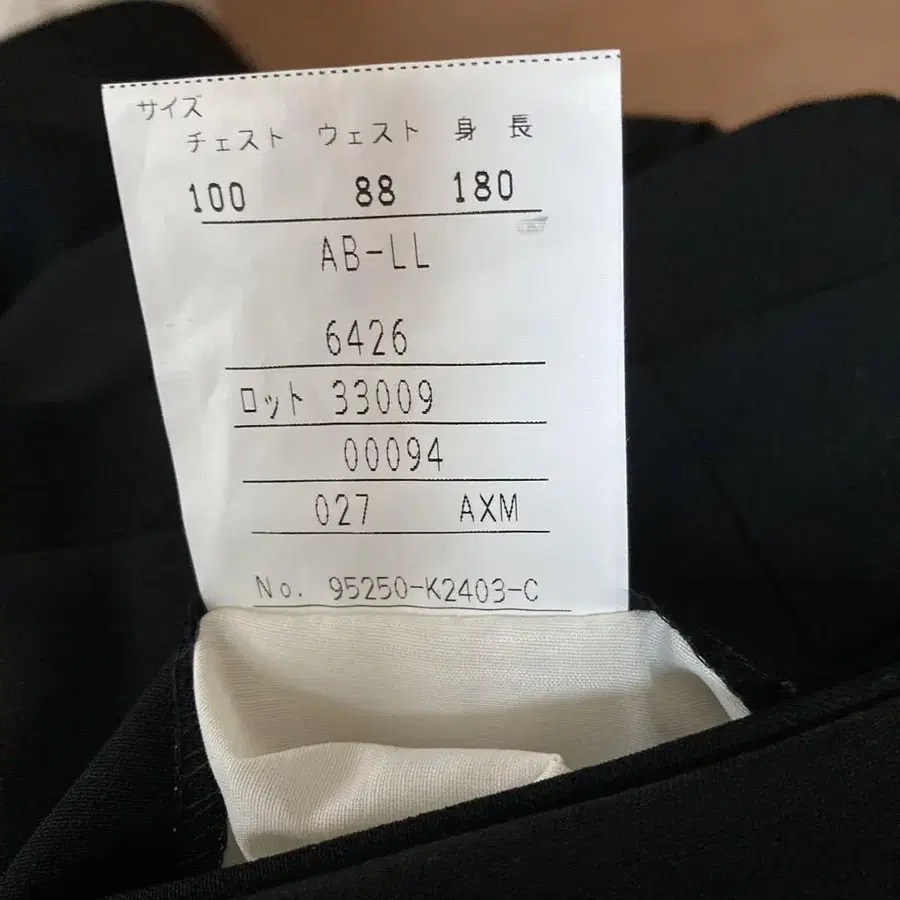 サイズ
チェスト ウェスト 身長
100 88 180
AB-LL
6426
ロット 33009
00094
027 AXM
No. 95250-K2403-C